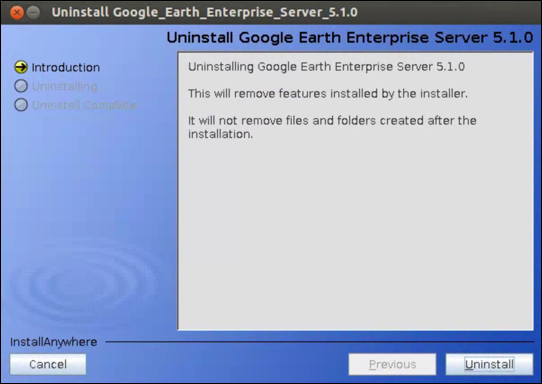 Uninstall Google_Earth_Enterprise_Server_5.1.0
Uninstall Google Earth Enterprise Server 5.1.0
Introduction
Uninstalling
Uninstall Complete
Uninstalling Google Earth Enterprise Server 5.1.0
This will remove features installed by the installer.
It will not remove files and folders created after the
installation.
InstallAnywhere
Cancel
Previous
Uninstall